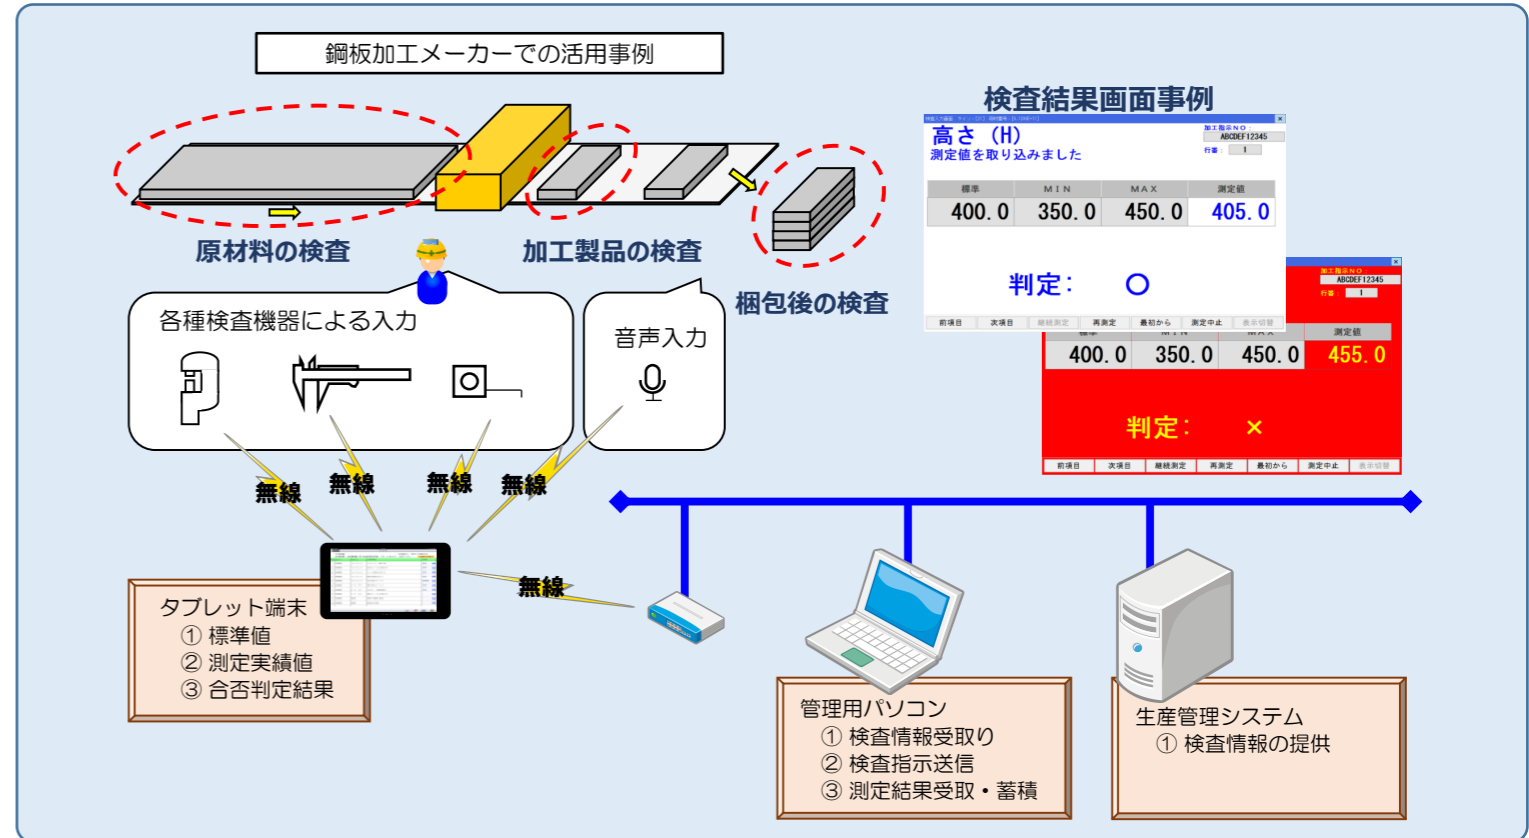 鋼板加工メーカーでの活用事例
原材料の検査
加工製品の検査
梱包後の検査
各種検査機器による入力
音声入力
無線
無線
無線
無線
無線
検査結果画面事例
高さ (H)
測定値を取り込みました
加工指示NO:
ABCDEF12345
行番: 1
標準 MIN MAX 測定値
400.0 350.0 450.0 405.0
判定: ○
前項目 次項目 継続測定 再測定 最初から 測定中止 表示切替
加工指示NO:
ABCDEF12345
行番: 1
標準 MIN MAX 測定値
400.0 350.0 450.0 455.0
判定: ×
前項目 次項目 継続測定 再測定 最初から 測定中止 表示切替
タブレット端末
① 標準値
② 測定実績値
③ 合否判定結果
管理用パソコン
① 検査情報受取り
② 検査指示送信
③ 測定結果受取・蓄積
生産管理システム
① 検査情報の提供